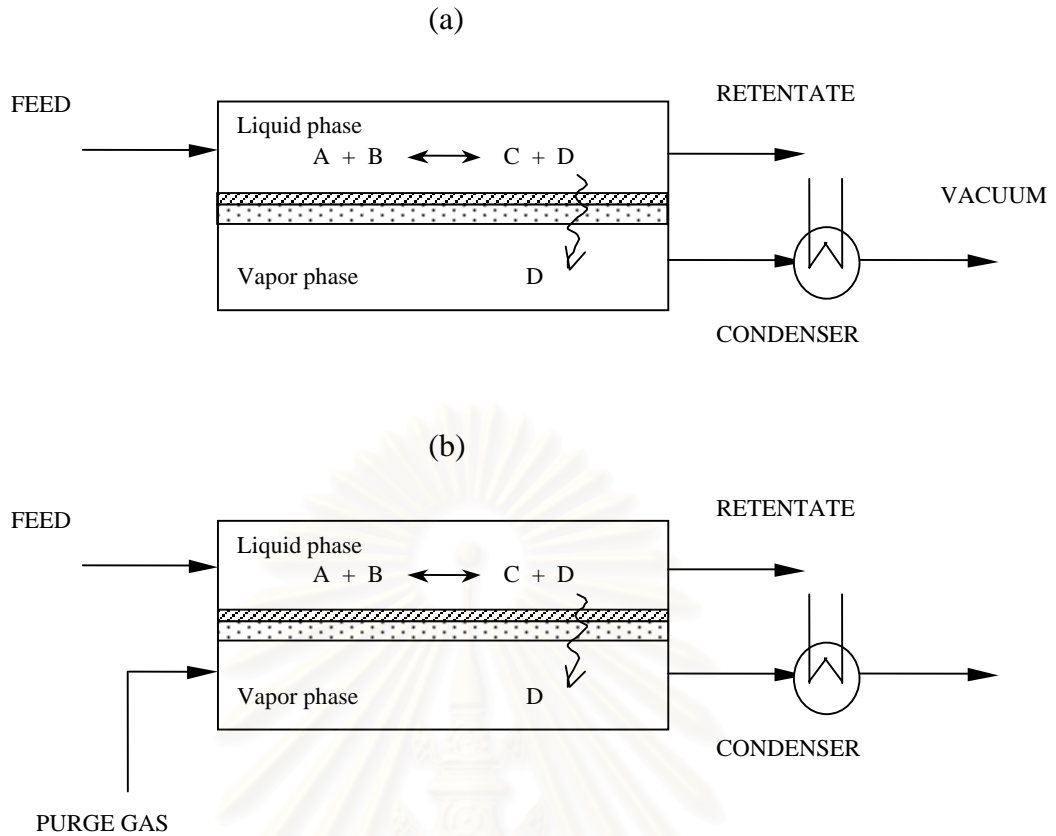 (a)
FEED
RETENTATE
Liquid phase
A + B C + D
VACUUM
Vapor phase D
CONDENSER
(b)
FEED
RETENTATE
Liquid phase
A + B C + D
Vapor phase D
CONDENSER
PURGE GAS